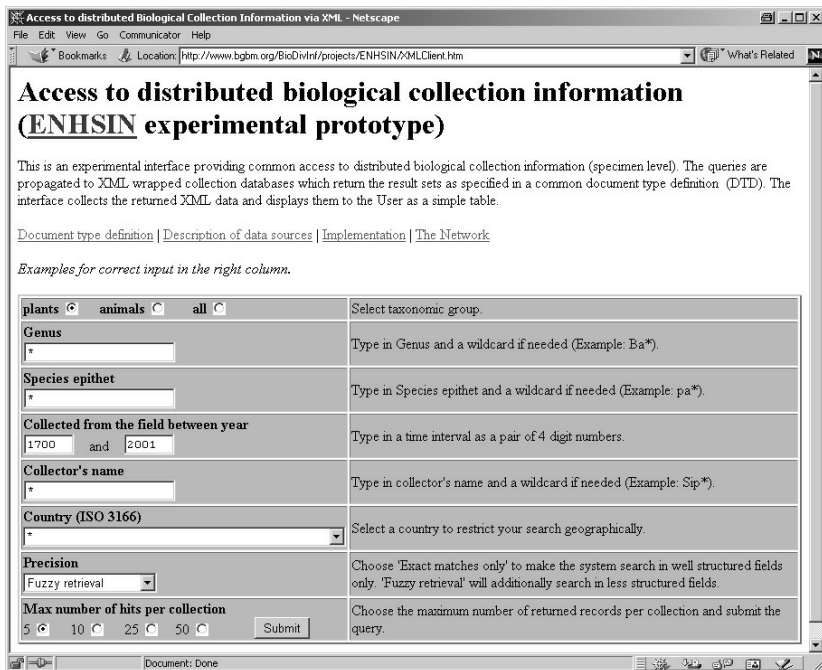 Access to distributed Biological Collection Information via XML - Netscape
File Edit View Go Communicator Help
Bookmarks Location: http://www.bgbm.org/BioDivInf/projects/ENHSIN/XMLClient.htm What's Related N
Access to distributed biological collection information
(ENHSIN experimental prototype)
This is an experimental interface providing common access to distributed biological collection information (specimen level). The queries are
propagated to XML wrapped collection databases which return the result sets as specified in a common document type definition (DTD). The
interface collects the returned XML data and displays them to the User as a simple table.
Document type definition | Description of data sources | Implementation | The Network
Examples for correct input in the right column.
plants animals all Select taxonomic group.
Genus
* Type in Genus and a wildcard if needed (Example: Ba*).
Species epithet
* Type in Species epithet and a wildcard if needed (Example: pa*).
Collected from the field between year
1700 and 2001 Type in a time interval as a pair of 4 digit numbers.
Collector's name
* Type in collector's name and a wildcard if needed (Example: Sip*).
Country (ISO 3166)
* Select a country to restrict your search geographically.
Precision Choose 'Exact matches only' to make the system search in well structured fields
Fuzzy retrieval only. 'Fuzzy retrieval' will additionally search in less structured fields.
Max number of hits per collection Choose the maximum number of returned records per collection and submit the
5 10 25 50 Submit query.
Document: Done